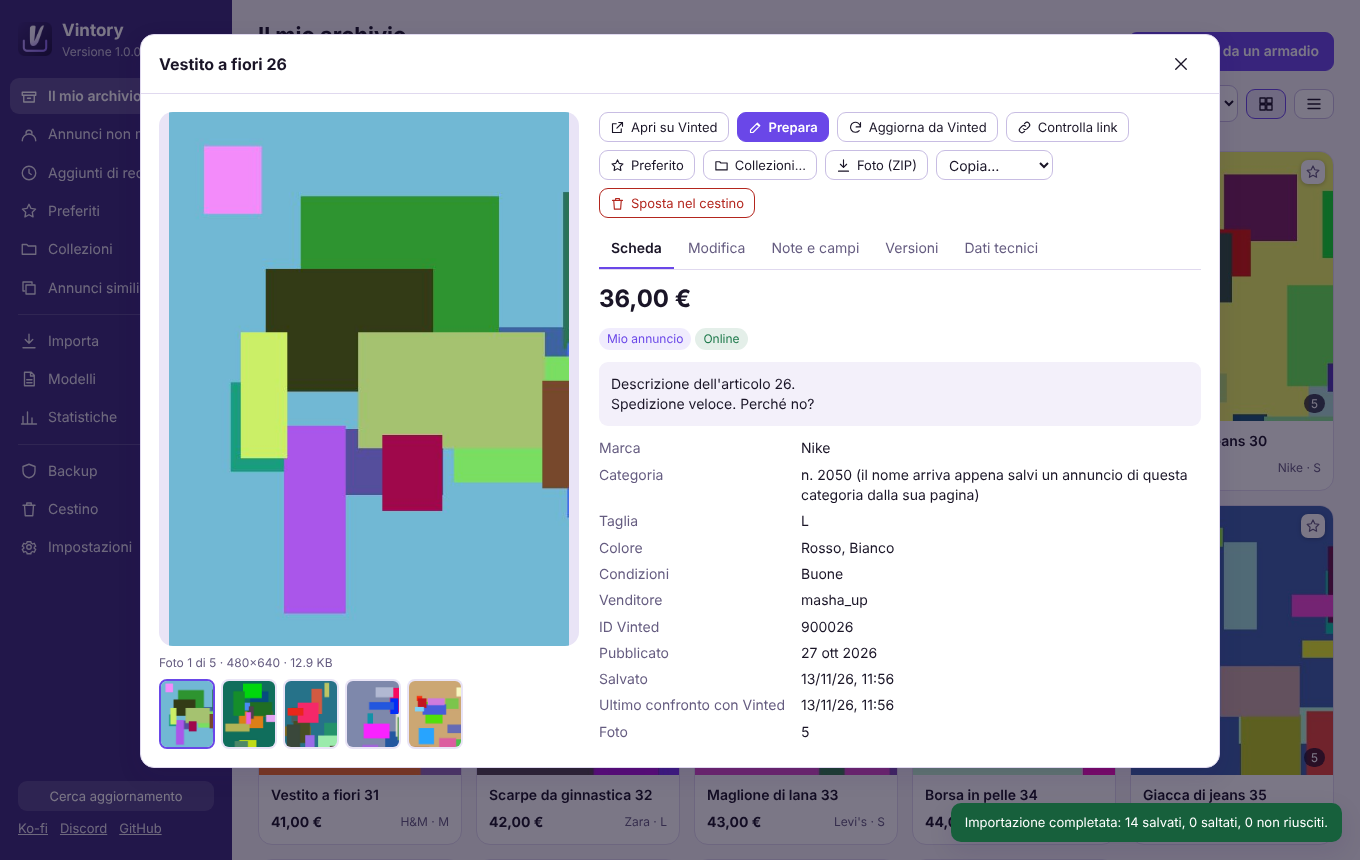 Vintory
Versione 1.0.0
Il mio archivio
Annunci non r
Aggiunti di rec
Preferiti
Collezioni
Annunci simili
Importa
Modelli
Statistiche
Backup
Cestino
Impostazioni
Cerca aggiornamento
Ko-fi Discord GitHub
Il mio archivio
da un armadio
Vestito a fiori 26
Apri su Vinted
Prepara
Aggiorna da Vinted
Controlla link
Preferito
Collezioni...
Foto (ZIP)
Copia...
Sposta nel cestino
Scheda Modifica Note e campi Versioni Dati tecnici
36,00 €
Mio annuncio Online
Descrizione dell'articolo 26.
Spedizione veloce. Perché no?
Marca Nike
Categoria n. 2050 (il nome arriva appena salvi un annuncio di questa
categoria dalla sua pagina)
Taglia L
Colore Rosso, Bianco
Condizioni Buone
Venditore masha_up
ID Vinted 900026
Pubblicato 27 ott 2026
Salvato 13/11/26, 11:56
Ultimo confronto con Vinted 13/11/26, 11:56
Foto 5
Foto 1 di 5 · 480×640 · 12.9 KB
5
eans 30
Nike · S
5
Vestito a fiori 31
41,00 € H&M · M
Scarpe da ginnastica 32
42,00 € Zara · L
Maglione di lana 33
43,00 € Levi's · S
Borsa in pelle 34
44,0
Giacca di jeans 35
Importazione completata: 14 salvati, 0 saltati, 0 non riusciti.